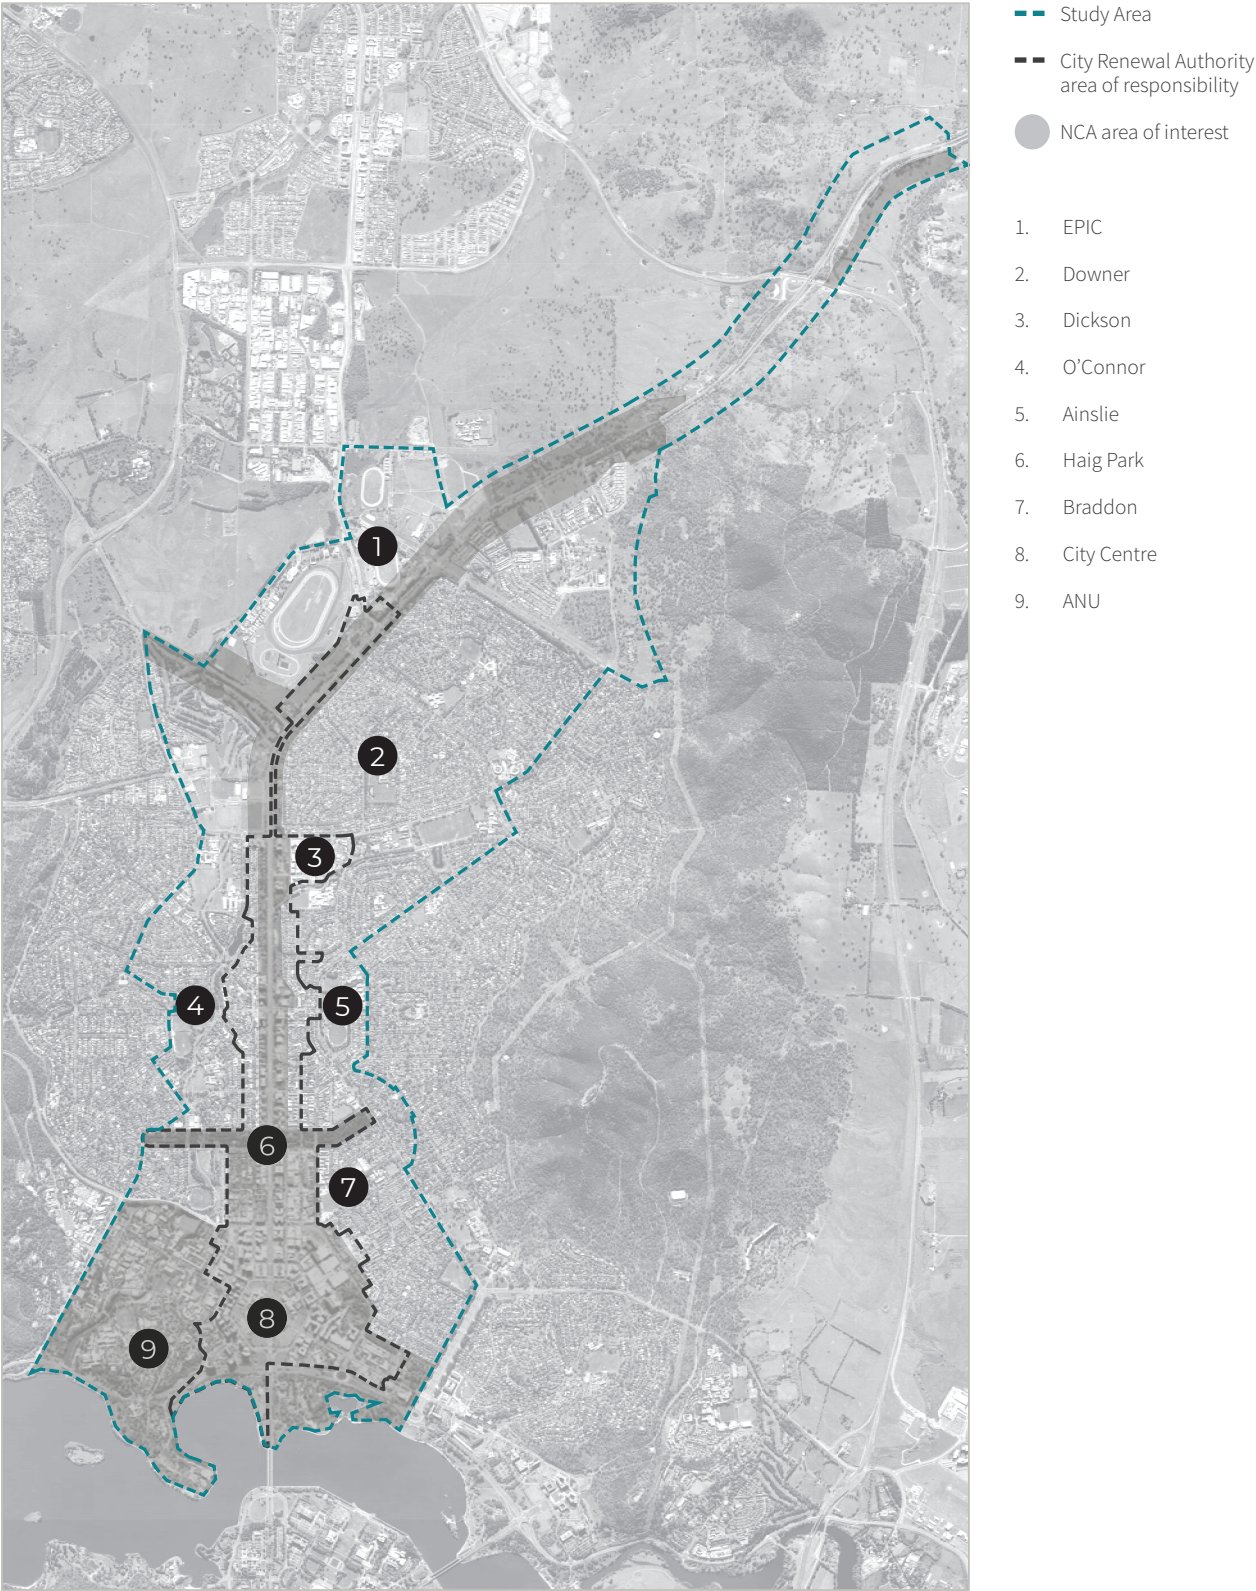 Study Area
City Renewal Authority
area of responsibility
NCA area of interest
1. EPIC
2. Downer
3. Dickson
4. O’Connor
5. Ainslie
6. Haig Park
7. Braddon
8. City Centre
9. ANU
1
2
3
4
5
6
7
8
9